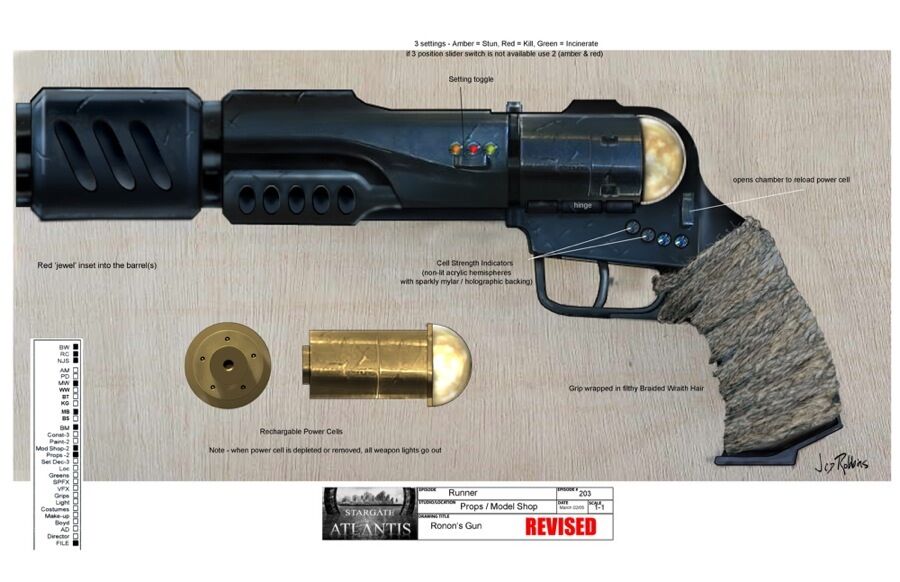 3 settings - Amber = Stun, Red = Kill, Green = Incinerate
if 3 position slider switch is not available use 2 (amber & red)
Setting toggle
opens chamber to reload power cell
hinge
Red 'jewel' inset into the barrel(s)
Cell Strength Indicators
(non-lit acrylic hemispheres
with sparkly mylar / holographic backing)
Grip wrapped in filthy Braided Wraith Hair
Rechargable Power Cells
Note - when power cell is depleted or removed, all weapon lights go out
BW
RC
NJS
AM
PD
MW
WW
BT
KG
MB
BS
BM
Const-3
Paint-2
Mod Shop-2
Props -2
Set Dec-3
Loc
Greens
SPFX
VFX
Grips
Light
Costumes
Make-up
Boyd
AD
Director
FILE
STARGATE
ATLANTIS
EPISODE
Runner
EPISODE #
203
STUDIO/LOCATION
Props / Model Shop
DATE
March 02/05
SCALE
1-1
DRAWING TITLE
Ronon's Gun
REVISED
Robbins